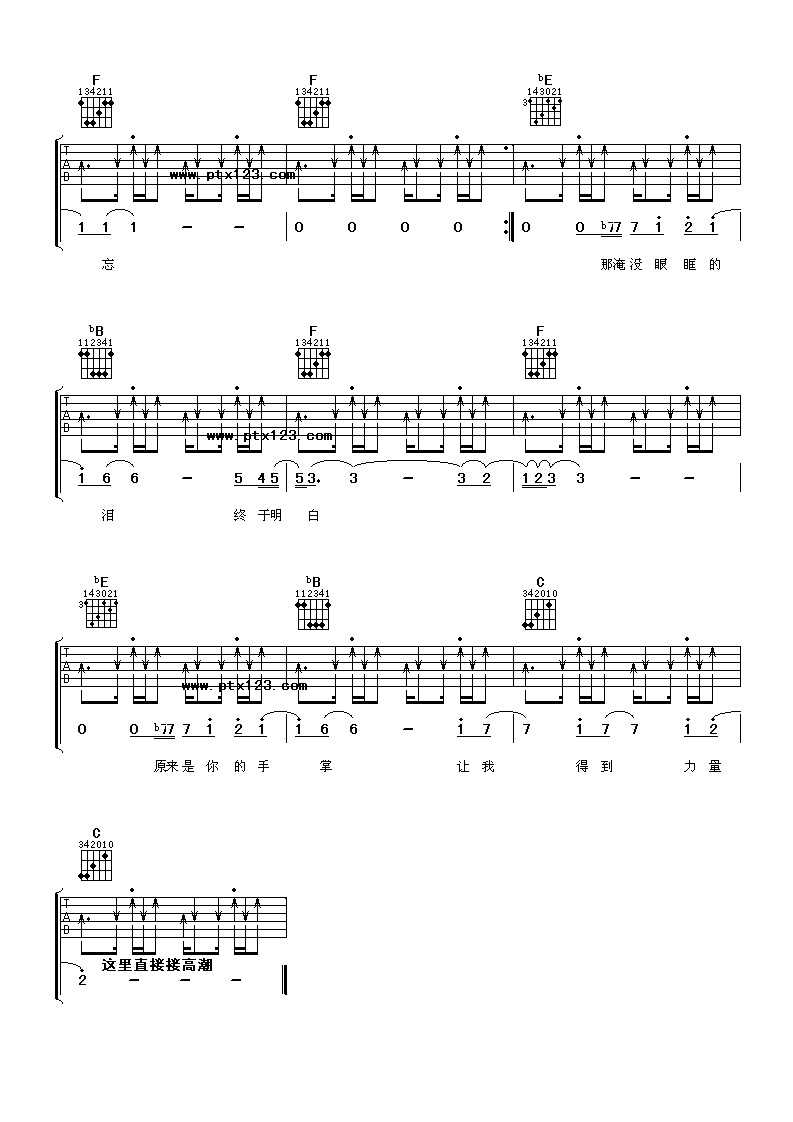 F F ♭E
134211 134211 143021
3
T
A
B
www.ptx123.com
1 1 1 - - 0 0 0 0 0 0 ♭77 7 1 2 1
忘 那淹没眼眶的
♭B F F
112341 134211 134211
T
A
B
www.ptx123.com
1 6 6 - 5 45 53. 3 - 3 2 123 3 - -
泪 终于明白
♭E ♭B C
143021 112341 342010
3
T
A
B
www.ptx123.com
0 0 ♭77 7 1 2 1 1 6 6 - 1 7 7 1 7 7 1 2
原来是你的手掌 让我 得到 力量
C
342010
T
A
B
这里直接接高潮
2 - - -